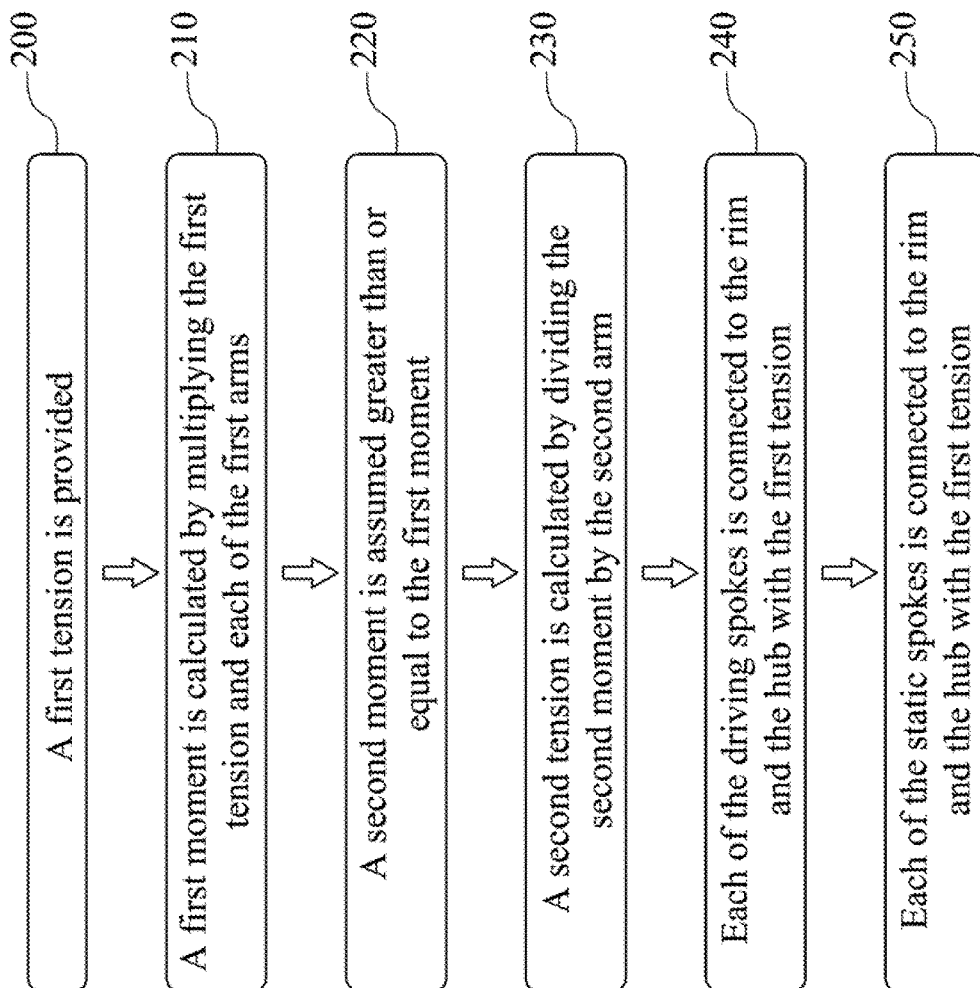 A first tension is provided
200
A first moment is calculated by multiplying the first
tension and each of the first arms
210
A second moment is assumed greater than or
equal to the first moment
220
A second tension is calculated by dividing the
second moment by the second arm
230
Each of the driving spokes is connected to the rim
and the hub with the first tension
240
Each of the static spokes is connected to the rim
and the hub with the first tension
250